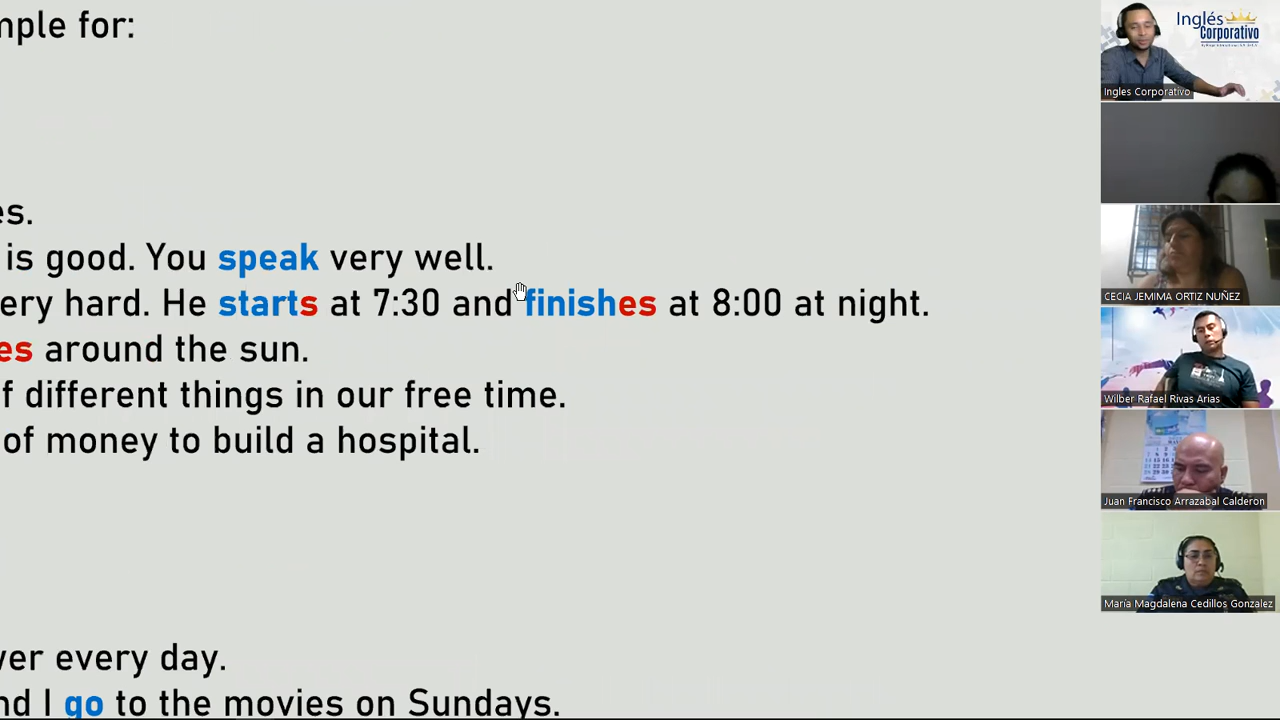 mple for:
es.
is good. You speak very well.
ery hard. He starts at 7:30 and finishes at 8:00 at night.
es around the sun.
f different things in our free time.
of money to build a hospital.
ver every day.
nd I go to the movies on Sundays.
Inglés
Corporativo
Ingles Corporativo
CECIA JEMIMA ORTIZ NUÑEZ
Wilber Rafael Rivas Arias
Juan Francisco Arrazabal Calderon
María Magdalena Cedillos Gonzalez